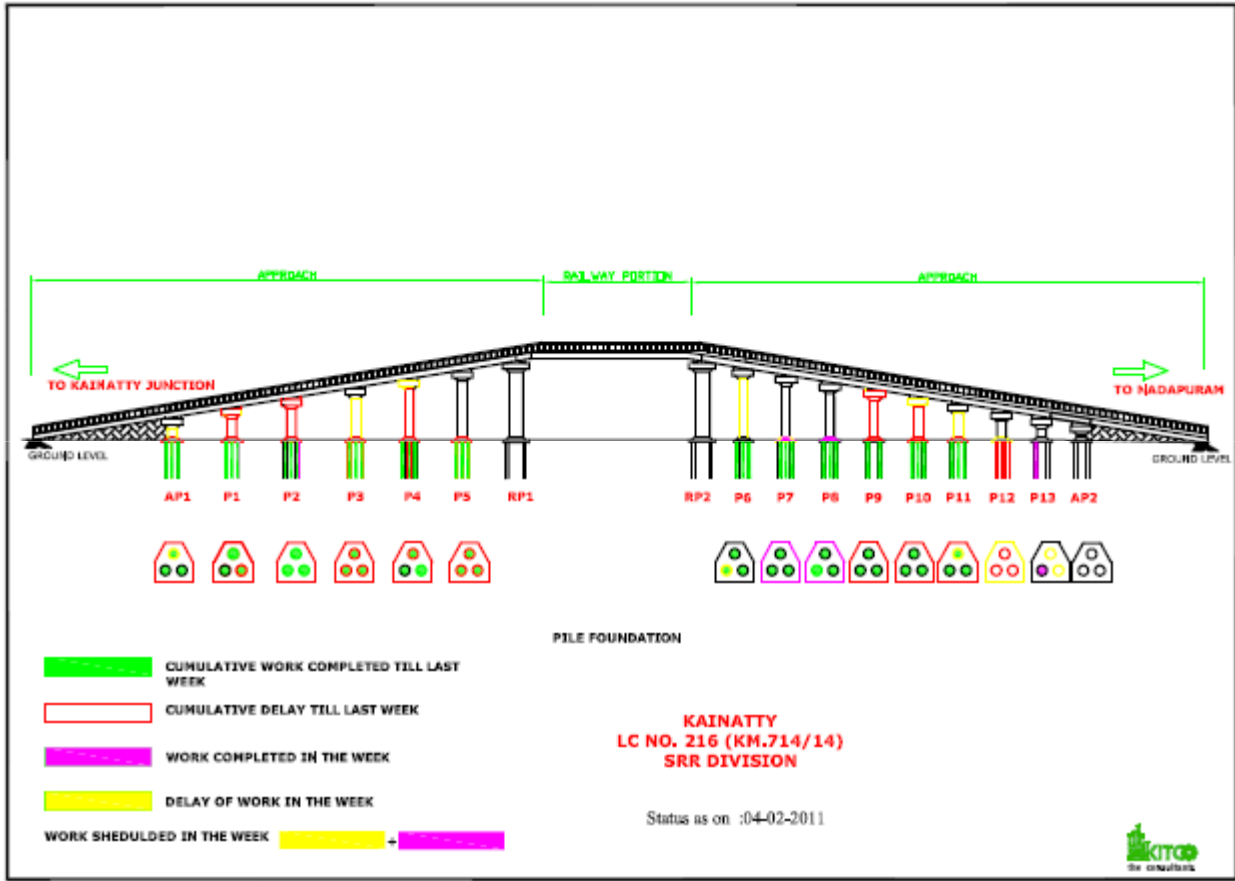 APPROACH
RAILWAY PORTION
APPROACH
TO KAINATTY JUNCTION
TO NADAPURAM
GROUND LEVEL
GROUND LEVEL
AP1 P1 P2 P3 P4 P5 RP1 RP2 P6 P7 P8 P9 P10 P11 P12 P13 AP2
PILE FOUNDATION
CUMULATIVE WORK COMPLETED TILL LAST
WEEK
CUMULATIVE DELAY TILL LAST WEEK
WORK COMPLETED IN THE WEEK
DELAY OF WORK IN THE WEEK
WORK SHEDULDED IN THE WEEK +
KAINATTY
LC NO. 216 (KM.714/14)
SRR DIVISION
Status as on :04-02-2011
KITCO
the consultants